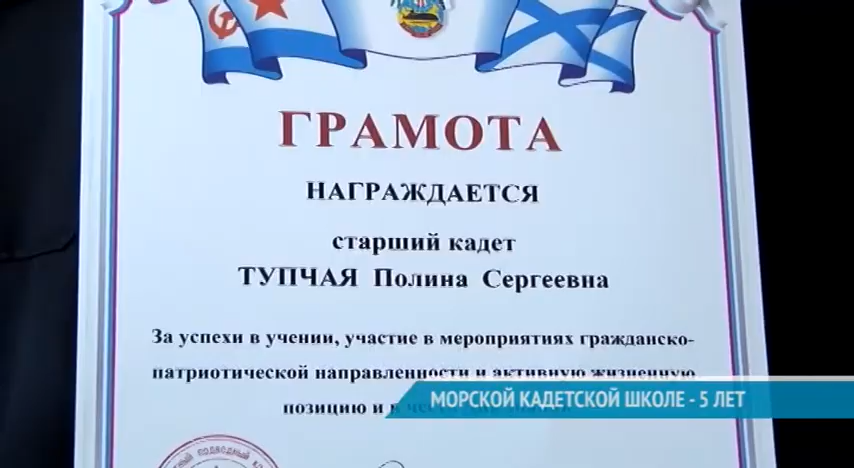 ГРАМОТА
НАГРАЖДАЕТСЯ
старший кадет
ТУПЧАЯ Полина Сергеевна
За успехи в учении, участие в мероприятиях гражданско-
патриотической направленности и активную жизненную
позицию и
МОРСКОЙ КАДЕТСКОЙ ШКОЛЕ - 5 ЛЕТ
ПОДВОДНЫЙ